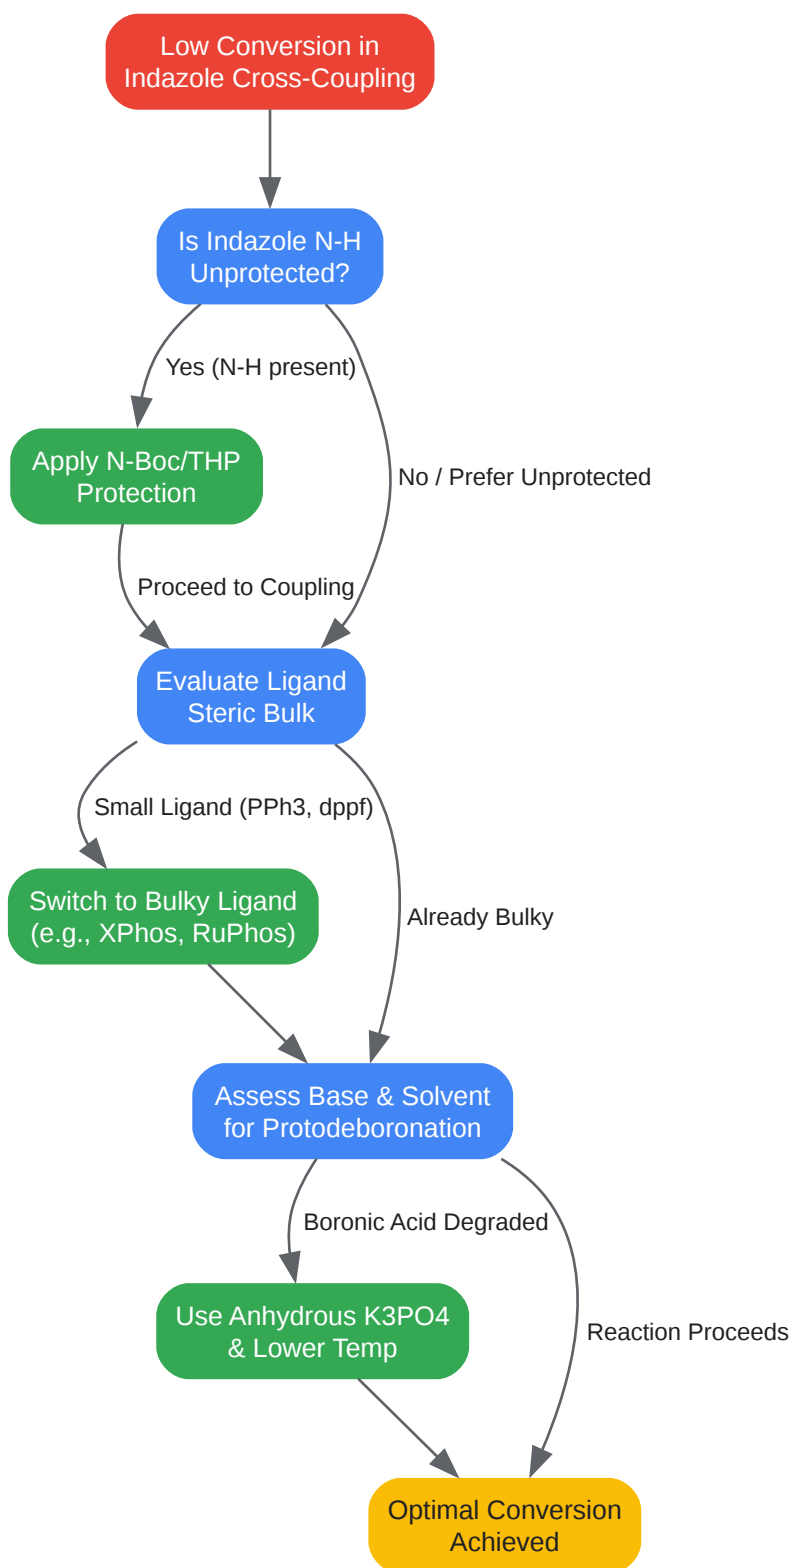 Low Conversion in
Indazole Cross-Coupling
Is Indazole N-H
Unprotected?
Yes (N-H present)
Apply N-Boc/THP
Protection
No / Prefer Unprotected
Proceed to Coupling
Evaluate Ligand
Steric Bulk
Small Ligand (PPh3, dppf)
Switch to Bulky Ligand
(e.g., XPhos, RuPhos)
Already Bulky
Assess Base & Solvent
for Protodeboronation
Boronic Acid Degraded
Use Anhydrous K3PO4
& Lower Temp
Reaction Proceeds
Optimal Conversion
Achieved